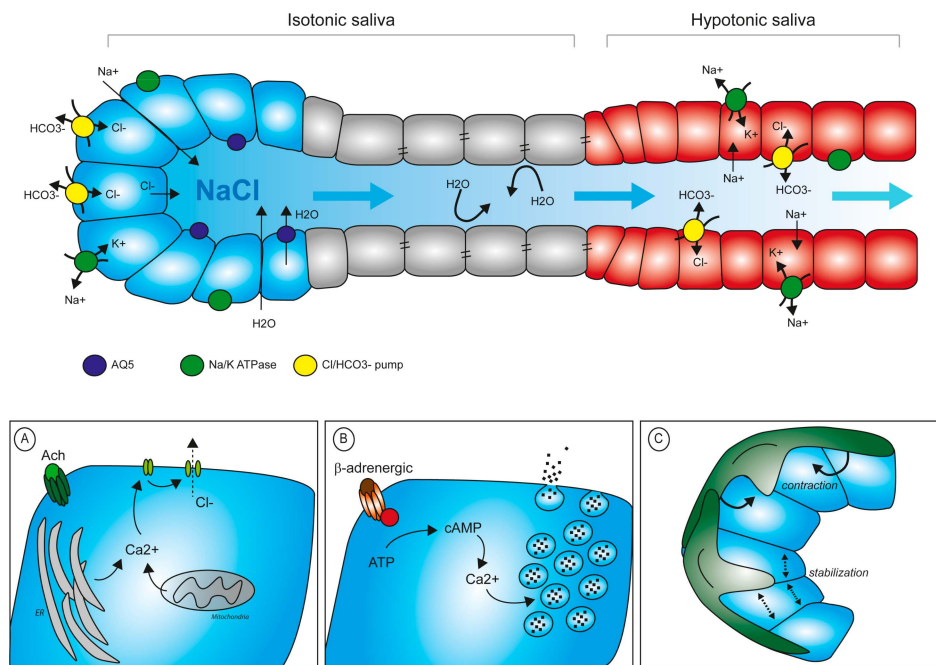 Isotonic saliva
Hypotonic saliva
Na+
Na+
HCO3-
Cl-
K+
Cl-
Na+
HCO3-
HCO3-
Cl-
Cl-
NaCl
H2O
H2O
HCO3-
Na+
H2O
K+
K+
Cl-
Na+
H2O
Na+
AQ5
Na/K ATPase
Cl/HCO3- pump
A
Ach
Cl-
Ca2+
ER
Mitochondria
B
β-adrenergic
cAMP
ATP
Ca2+
C
contraction
stabilization